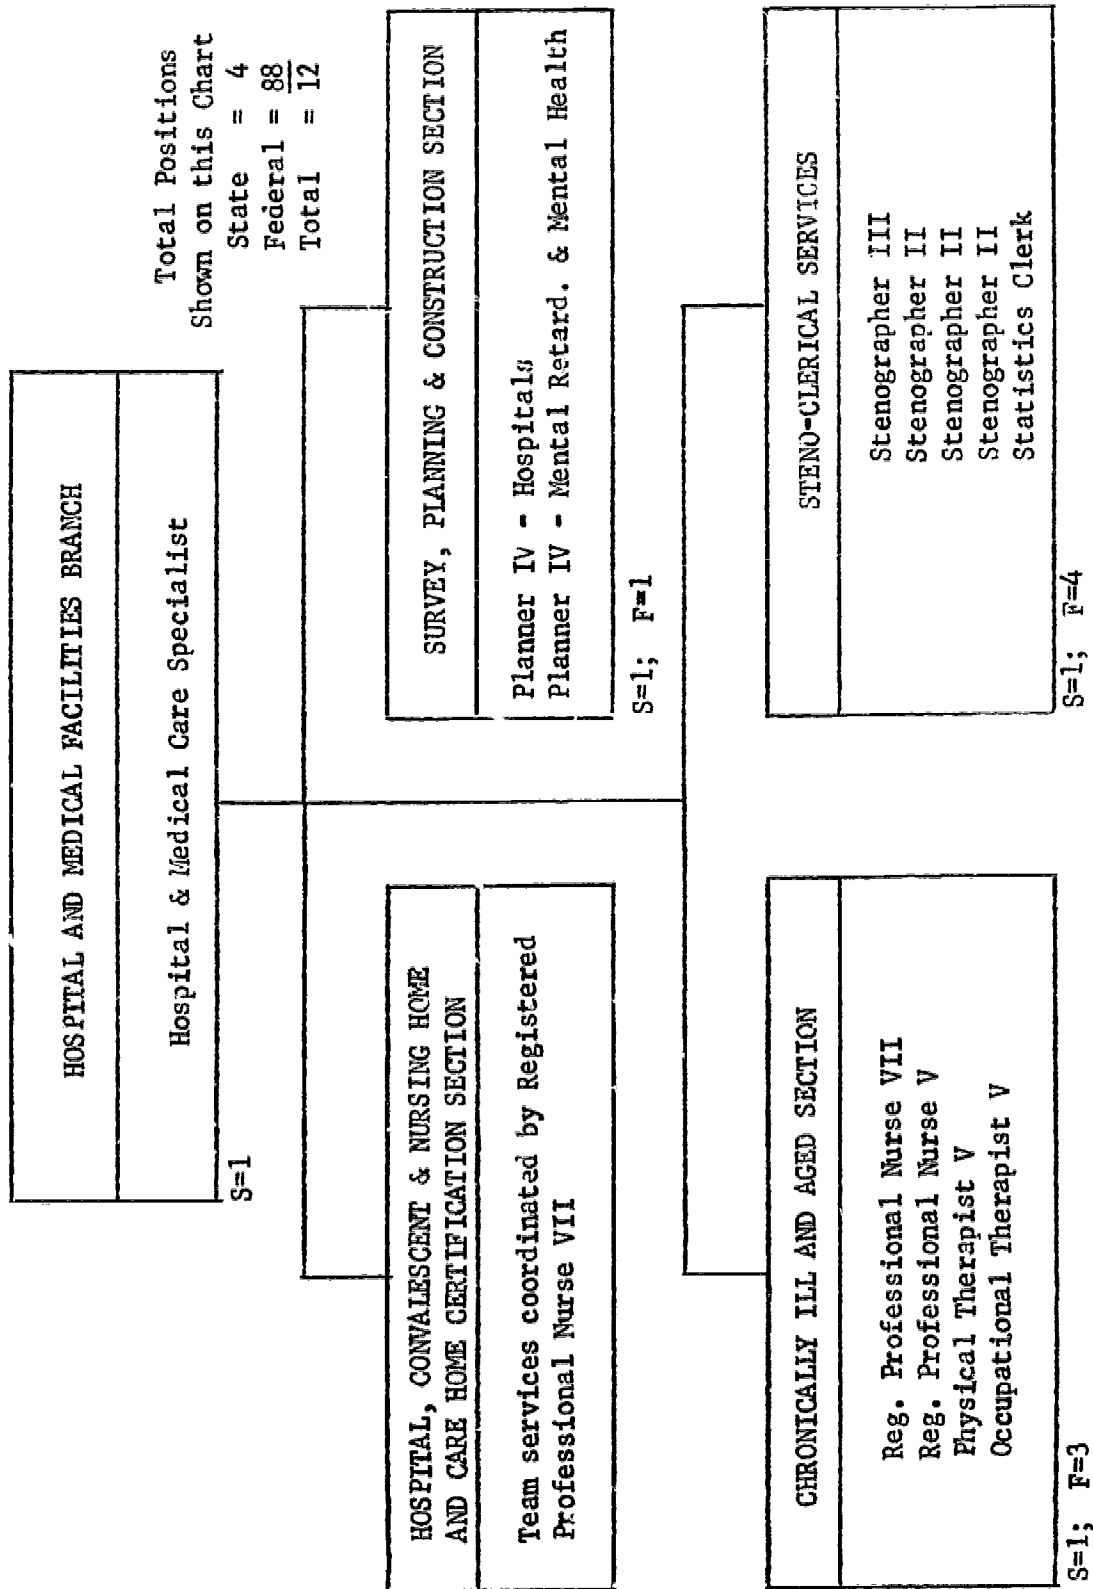 Total Positions
Shown on this Chart
State = 4
Federal = 88
Total = 12
HOSPITAL AND MEDICAL FACILITIES BRANCH
Hospital & Medical Care Specialist
S=1
HOSPITAL, CONVALESCENT & NURSING HOME
AND CARE HOME CERTIFICATION SECTION
Team services coordinated by Registered
Professional Nurse VII
SURVEY, PLANNING & CONSTRUCTION SECTION
Planner IV - Hospitals
Planner IV - Mental Retard. & Mental Health
S=1; F=1
CHRONICALLY ILL AND AGED SECTION
Reg. Professional Nurse VII
Reg. Professional Nurse V
Physical Therapist V
Occupational Therapist V
S=1; F=3
STENO-CLERICAL SERVICES
Stenographer III
Stenographer II
Stenographer II
Stenographer II
Statistics Clerk
S=1; F=4